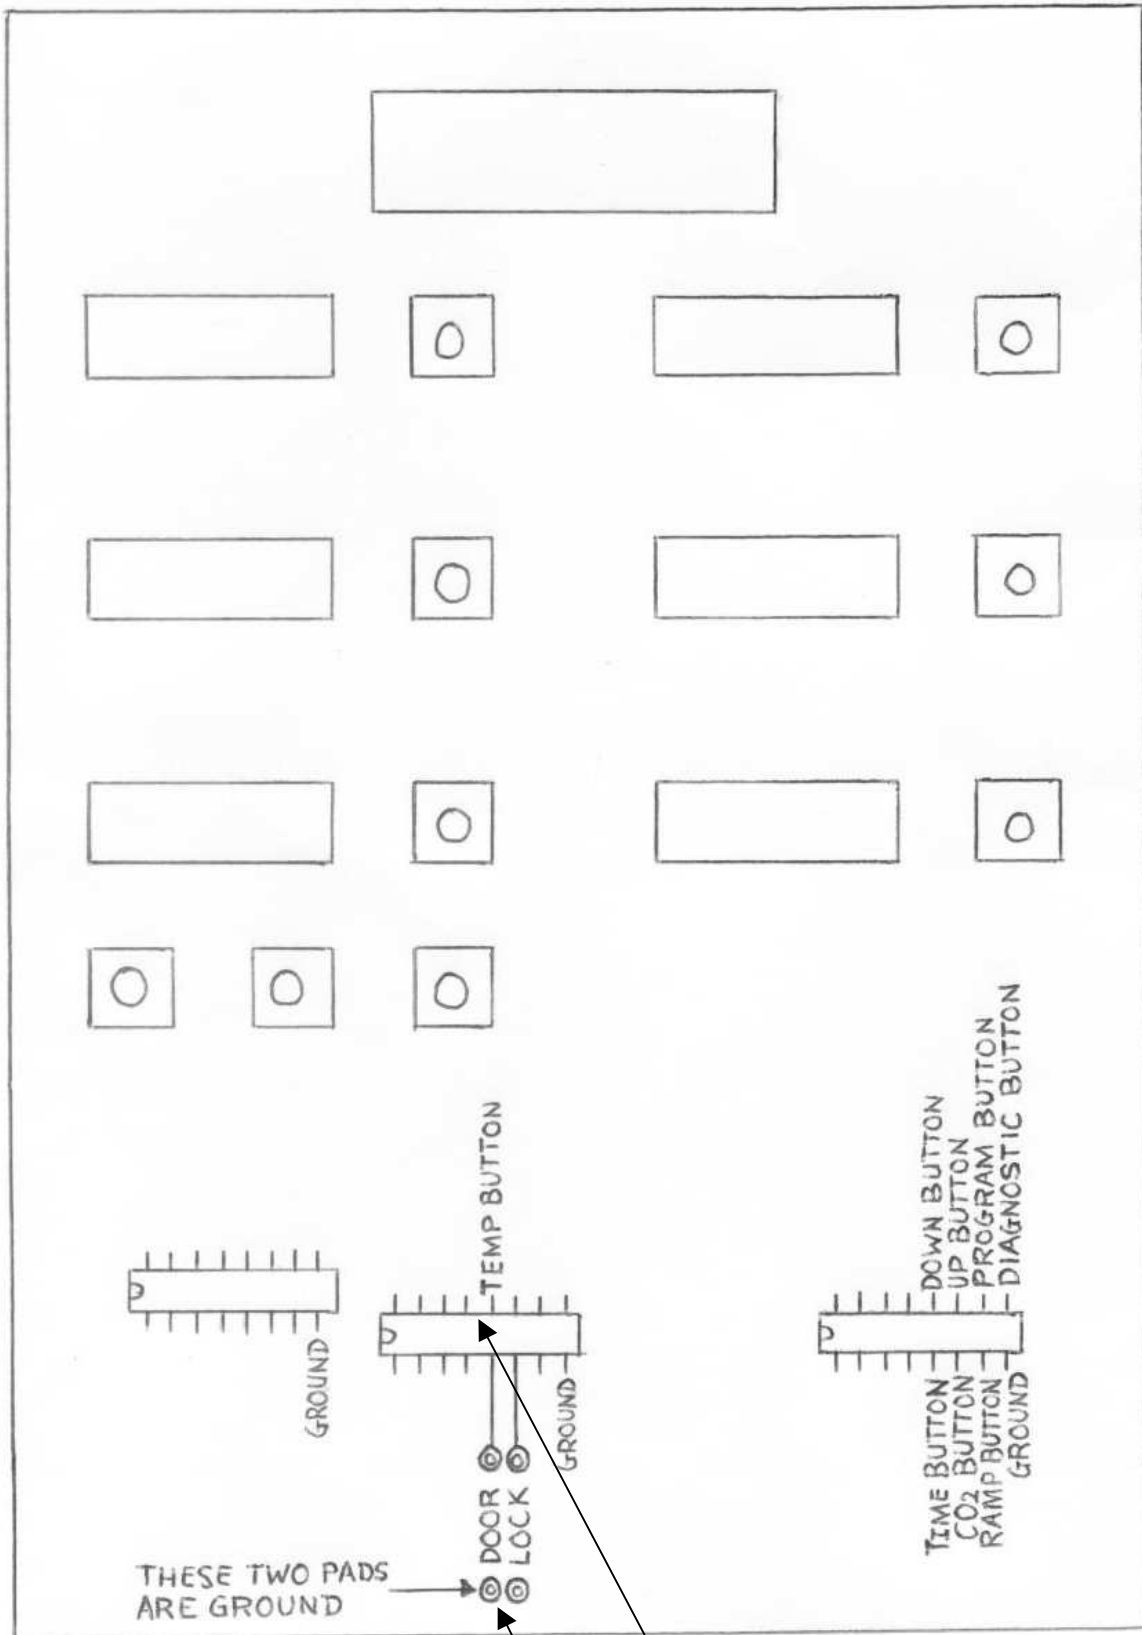 TEMP BUTTON
DOWN BUTTON
UP BUTTON
PROGRAM BUTTON
DIAGNOSTIC BUTTON
GROUND
GROUND
TIME BUTTON
CO2 BUTTON
RAMP BUTTON
GROUND
DOOR
LOCK
THESE TWO PADS
ARE GROUND